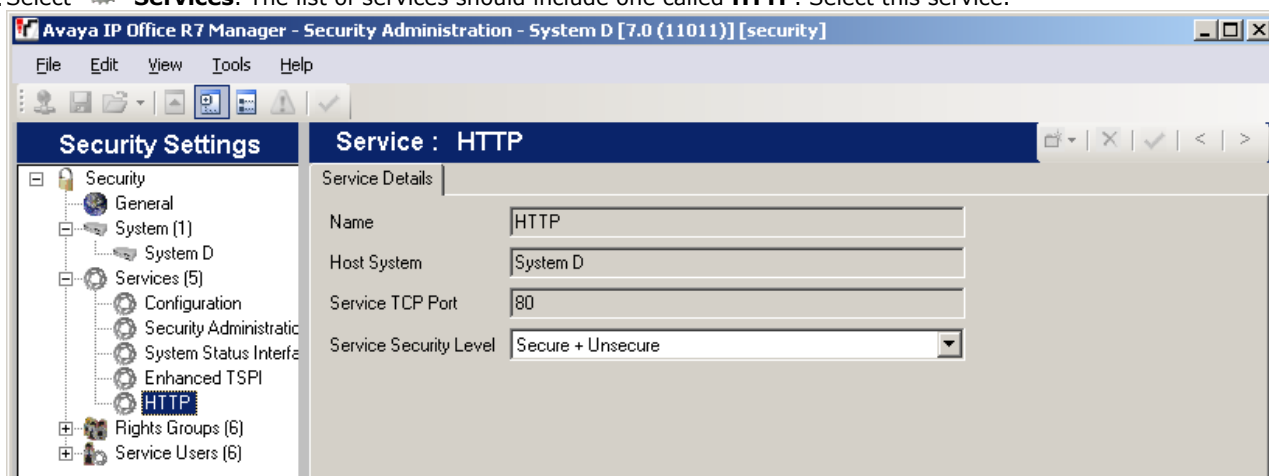 Select Services. The list of services should include one called HTTP. Select this service.
Avaya IP Office R7 Manager - Security Administration - System D [7.0 (11011)] [security]
File Edit View Tools Help
Security Settings
Service : HTTP
Security
General
System (1)
System D
Services (5)
Configuration
Security Administratic
System Status Interfa
Enhanced TSPI
HTTP
Rights Groups (6)
Service Users (6)
Service Details
Name HTTP
Host System System D
Service TCP Port 80
Service Security Level Secure + Unsecure